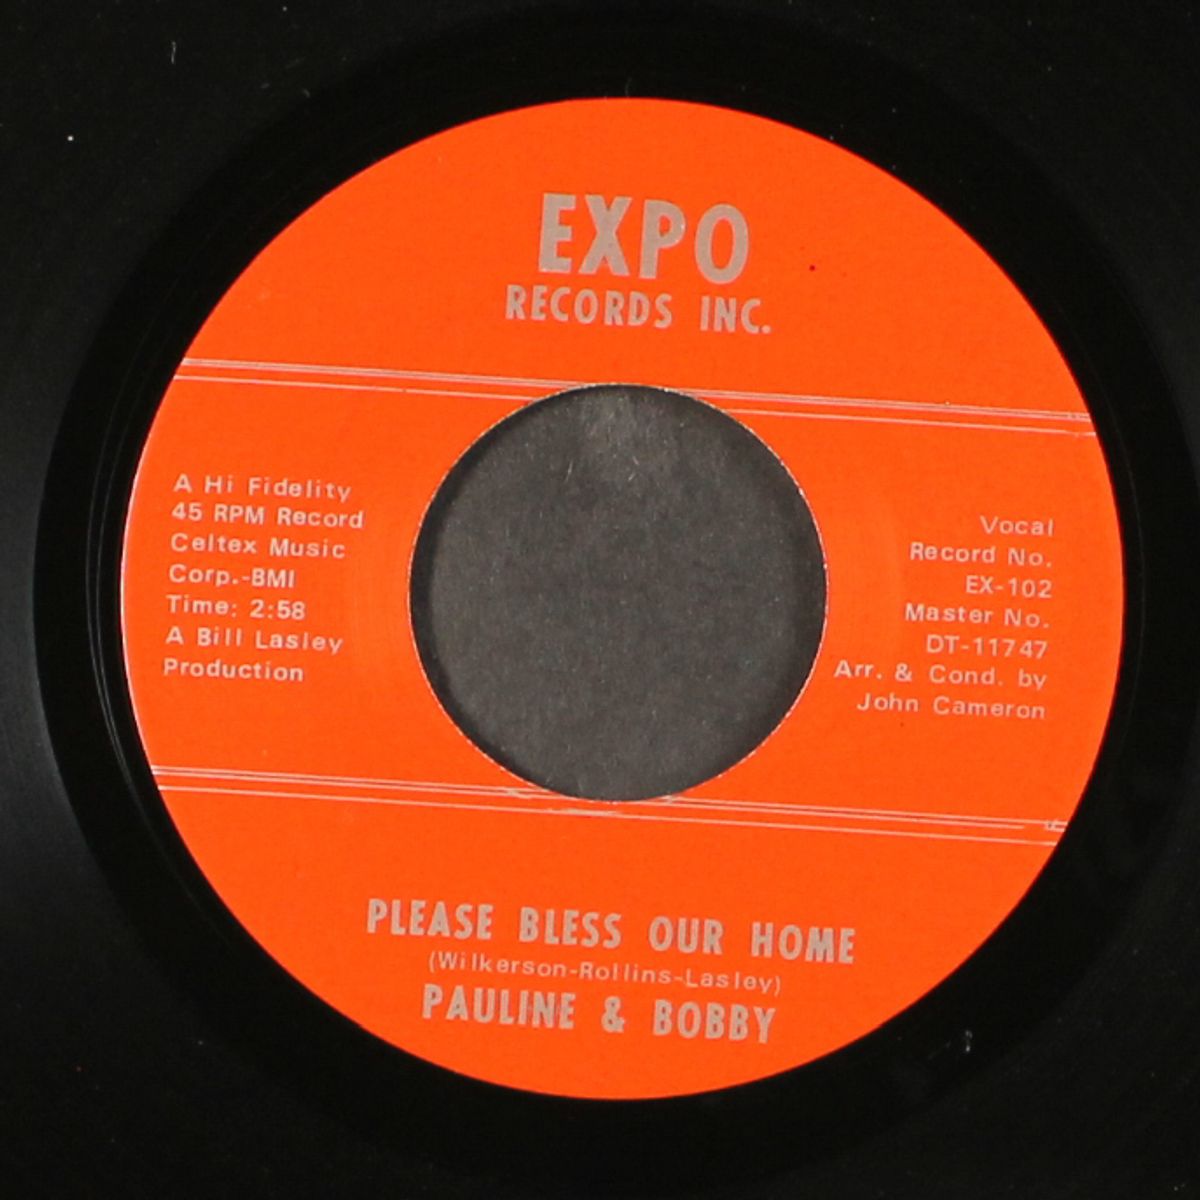 EXPO
RECORDS INC.
A Hi Fidelity
45 RPM Record
Celtex Music
Corp.-BMI
Time: 2:58
A Bill Lasley
Production
Vocal
Record No.
EX-102
Master No.
DT-11747
Arr. & Cond. by
John Cameron
PLEASE BLESS OUR HOME
(Wilkerson-Rollins-Lasley)
PAULINE & BOBBY